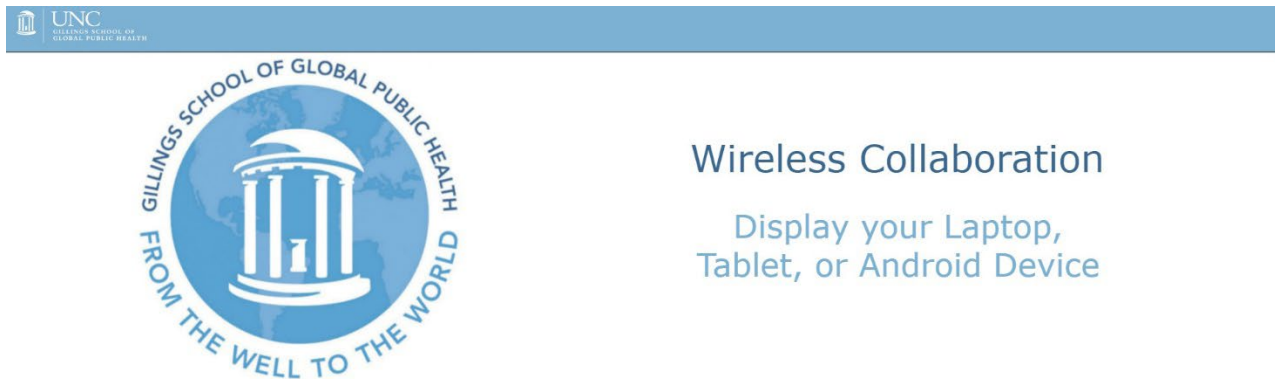 UNC
GILLINGS SCHOOL OF
GLOBAL PUBLIC HEALTH
GILLINGS SCHOOL OF GLOBAL PUBLIC HEALTH
FROM THE WELL TO THE WORLD
Wireless Collaboration
Display your Laptop,
Tablet, or Android Device